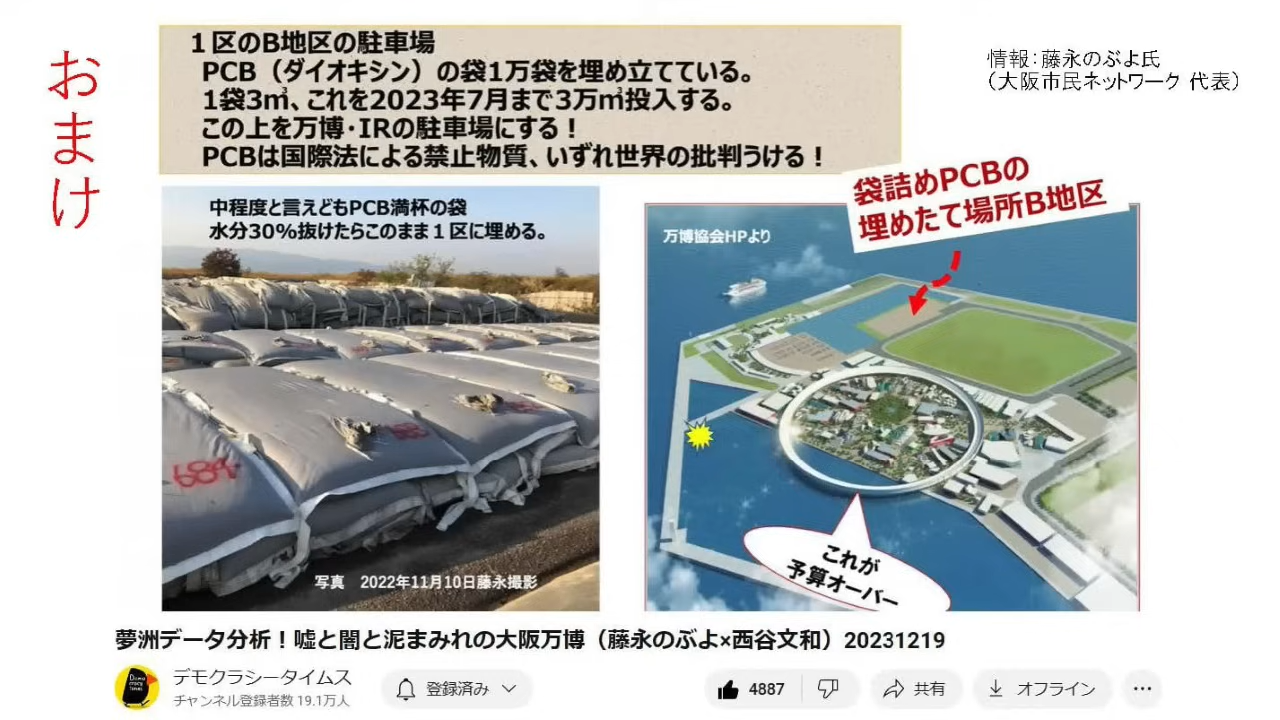 おまけ
1区のB地区の駐車場
PCB（ダイオキシン）の袋1万袋を埋め立てている。
1袋3㎥、これを2023年7月まで3万㎥投入する。
この上を万博・IRの駐車場にする！
PCBは国際法による禁止物質、いずれ世界の批判うける！
情報：藤永のぶよ氏
（大阪市民ネットワーク 代表）
中程度と言えどもPCB満杯の袋
水分30%抜けたらこのまま1区に埋める。
689
写真 2022年11月10日藤永撮影
袋詰めPCBの
埋めたて場所B地区
万博協会HPより
これが
予算オーバー
夢洲データ分析！嘘と闇と泥まみれの大阪万博（藤永のぶよ×西谷文和）20231219
デモクラシータイムス
チャンネル登録者数 19.1万人
登録済み
4887
共有
オフライン